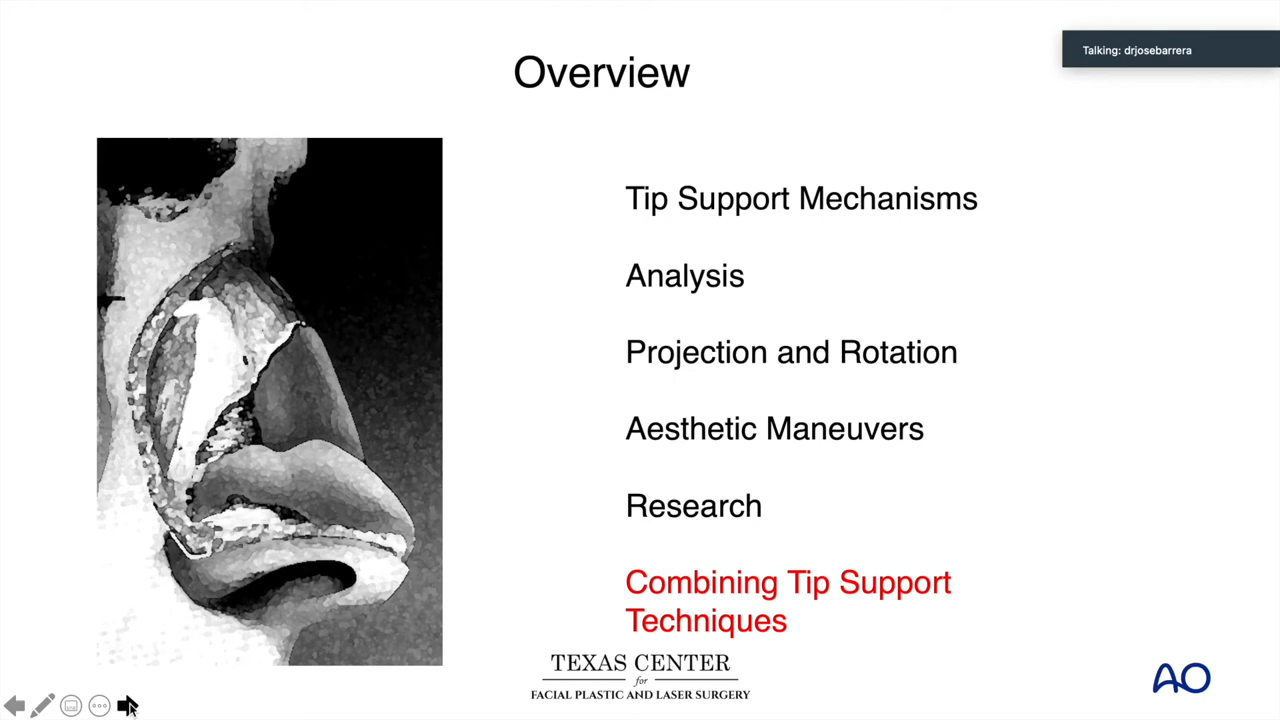 Talking: drjosebarrera
Overview
Tip Support Mechanisms
Analysis
Projection and Rotation
Aesthetic Maneuvers
Research
Combining Tip Support
Techniques
TEXAS CENTER
for
FACIAL PLASTIC AND LASER SURGERY
AO